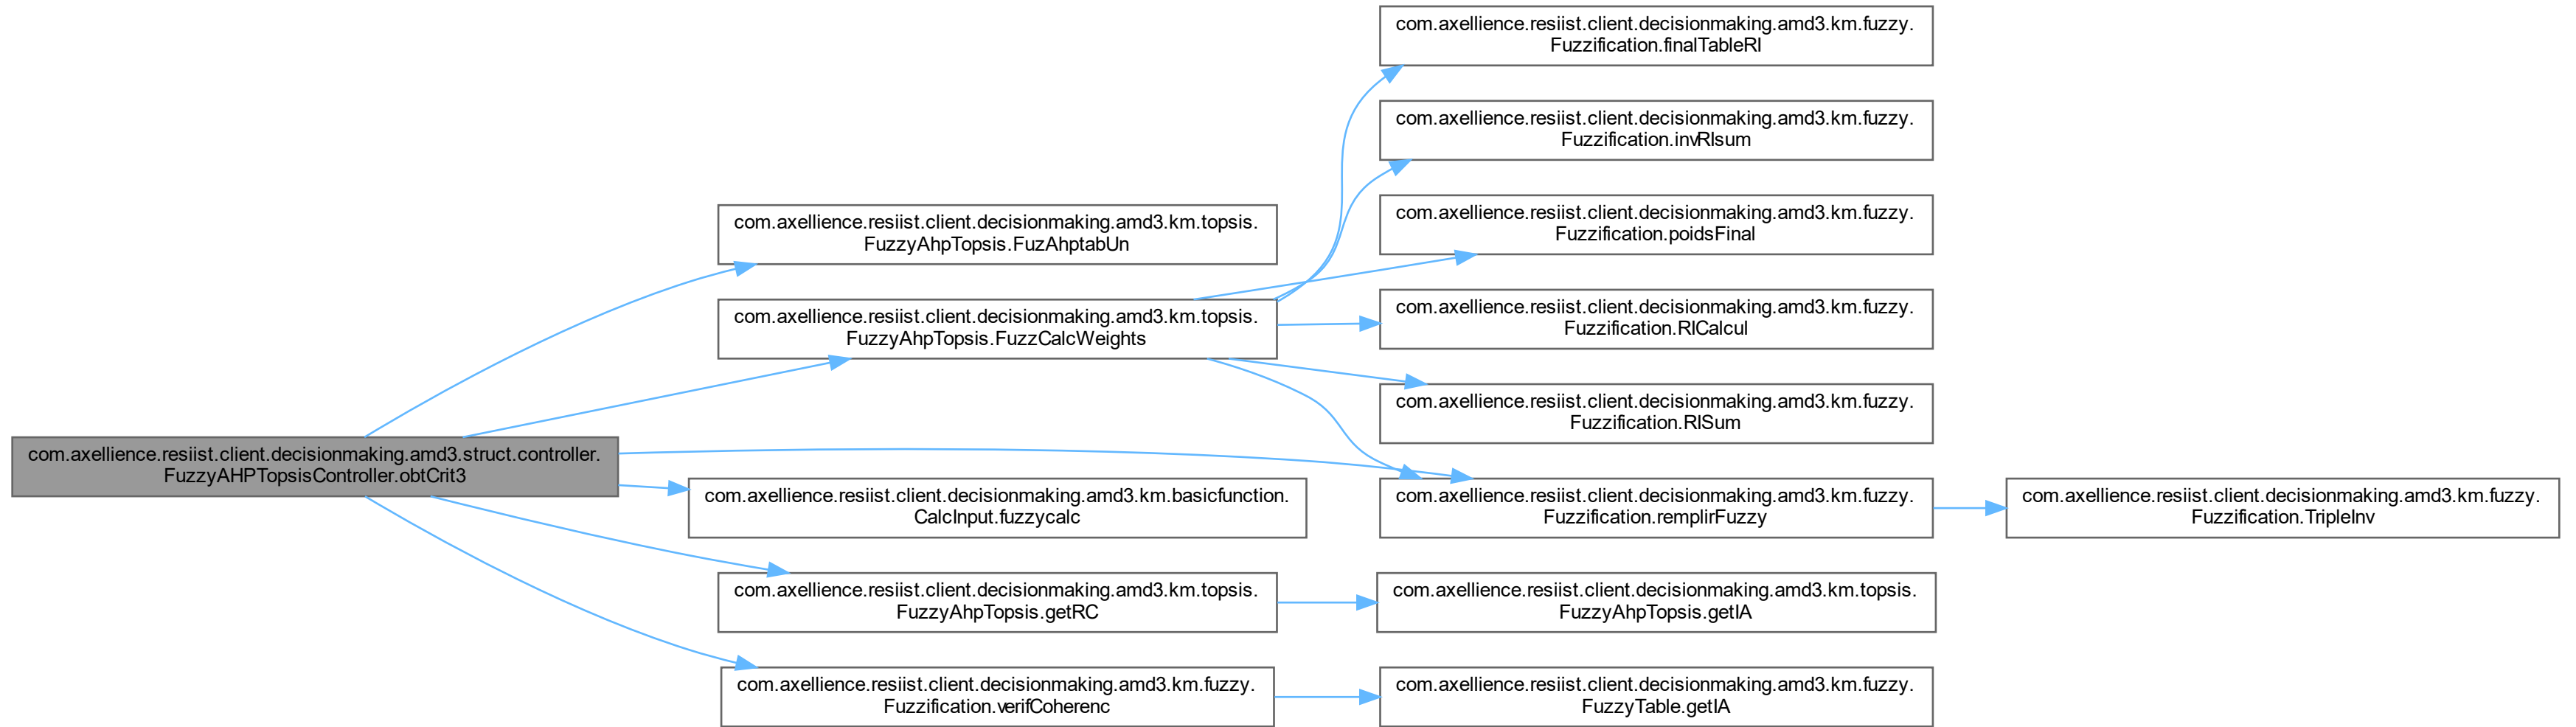 com.axellience.resiist.client.decisionmaking.amd3.struct.controller.
FuzzyAHPTopsisController.obtCrit3
com.axellience.resiist.client.decisionmaking.amd3.km.topsis.
FuzzyAhpTopsis.FuzAhptabUn
com.axellience.resiist.client.decisionmaking.amd3.km.topsis.
FuzzyAhpTopsis.FuzzCalcWeights
com.axellience.resiist.client.decisionmaking.amd3.km.basicfunction.
CalcInput.fuzzycalc
com.axellience.resiist.client.decisionmaking.amd3.km.topsis.
FuzzyAhpTopsis.getRC
com.axellience.resiist.client.decisionmaking.amd3.km.fuzzy.
Fuzzification.verifCoherenc
com.axellience.resiist.client.decisionmaking.amd3.km.fuzzy.
Fuzzification.finalTableRI
com.axellience.resiist.client.decisionmaking.amd3.km.fuzzy.
Fuzzification.invRIsum
com.axellience.resiist.client.decisionmaking.amd3.km.fuzzy.
Fuzzification.poidsFinal
com.axellience.resiist.client.decisionmaking.amd3.km.fuzzy.
Fuzzification.RICalcul
com.axellience.resiist.client.decisionmaking.amd3.km.fuzzy.
Fuzzification.RISum
com.axellience.resiist.client.decisionmaking.amd3.km.fuzzy.
Fuzzification.remplirFuzzy
com.axellience.resiist.client.decisionmaking.amd3.km.topsis.
FuzzyAhpTopsis.getIA
com.axellience.resiist.client.decisionmaking.amd3.km.fuzzy.
FuzzyTable.getIA
com.axellience.resiist.client.decisionmaking.amd3.km.fuzzy.
Fuzzification.TripleInv